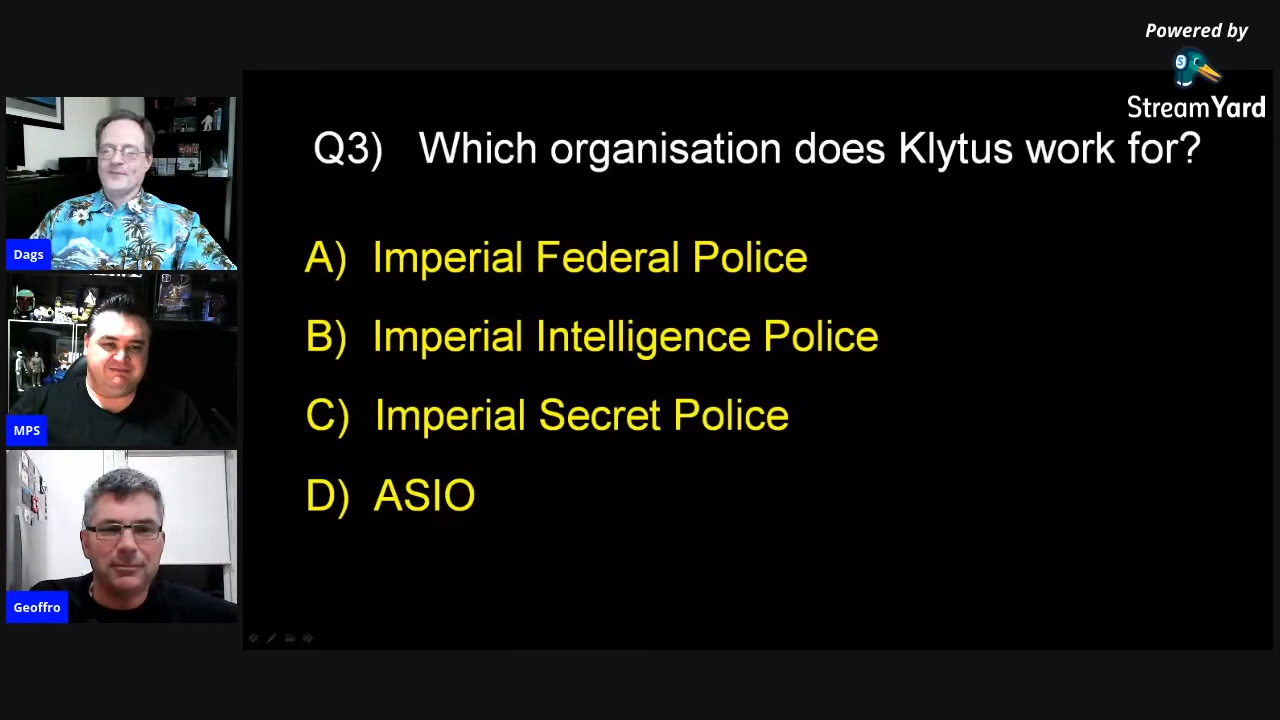 Powered by
StreamYard
Q3) Which organisation does Klytus work for?
A) Imperial Federal Police
B) Imperial Intelligence Police
C) Imperial Secret Police
D) ASIO
Dags
MPS
Geoffro